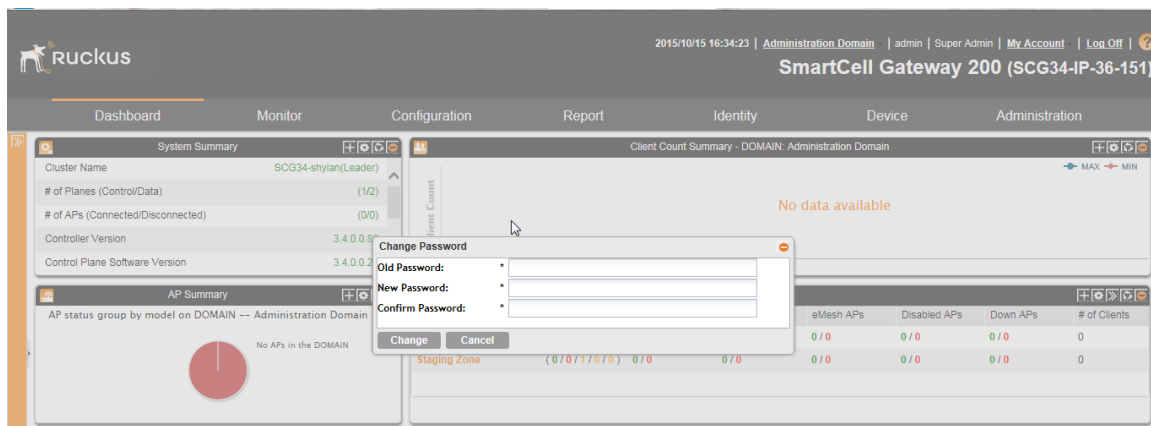 Ruckus
2015/10/15 16:34:23 | Administration Domain | admin | Super Admin | My Account | Log Off | ?
SmartCell Gateway 200 (SCG34-IP-36-151)
Dashboard Monitor Configuration Report Identity Device Administration
System Summary
Cluster Name SCG34-shyian(Leader)
# of Planes (Control/Data) (1/2)
# of APs (Connected/Disconnected) (0/0)
Controller Version
Control Plane Software Version
Client Count Summary - DOMAIN: Administration Domain
MAX MIN
No data available
Change Password
Old Password: *
New Password: *
Confirm Password: *
Change Cancel
AP Summary
AP status group by model on DOMAIN -- Administration Domain
No APs in the DOMAIN
eMesh APs Disabled APs Down APs # of Clients
0 / 0 0 / 0 0 / 0 0
Staging Zone ( 0 / 0 / 1 / 0 / 0 ) 0 / 0 0 / 0 0 / 0 0 / 0 0 / 0 0